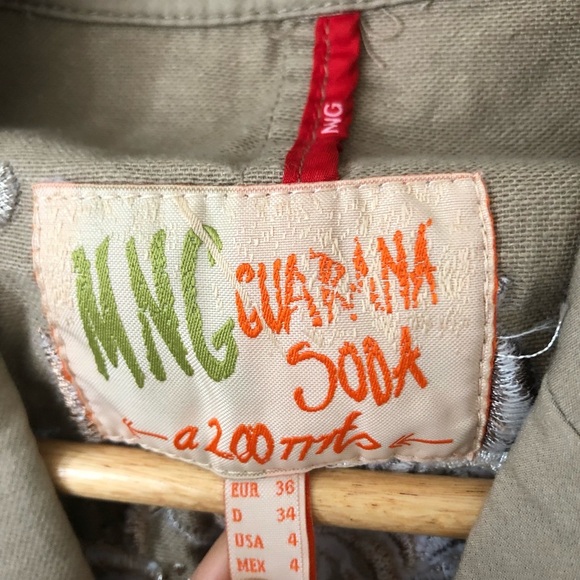 NG
MNG GUARANA
SODA
a 200 mts
EUR 36
D 34
USA 4
MEX 4